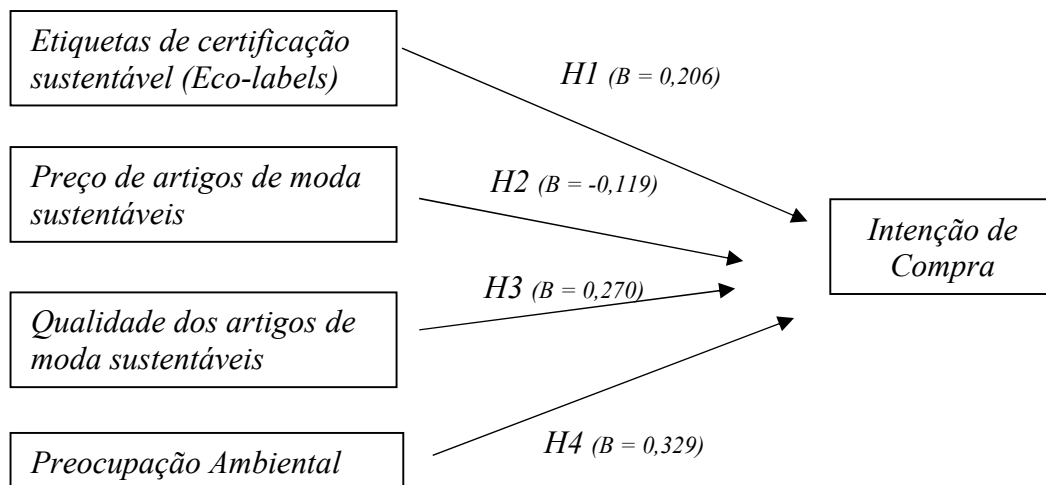 Etiquetas de certificação
sustentável (Eco-labels)
H1 (B = 0,206)
Preço de artigos de moda
sustentáveis
H2 (B = -0,119)
Intenção de
Compra
Qualidade dos artigos de
moda sustentáveis
H3 (B = 0,270)
Preocupação Ambiental
H4 (B = 0,329)